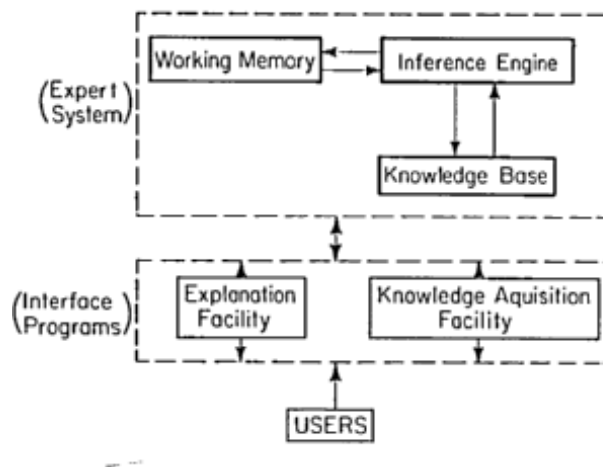 Working Memory
Inference Engine
(Expert
System)
Knowledge Base
(Interface
Programs)
Explanation
Facility
Knowledge Aquisition
Facility
USERS